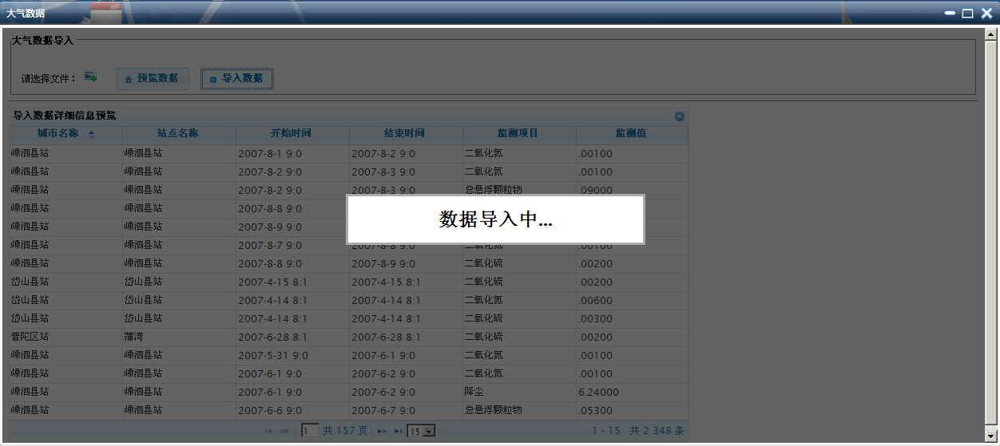 大气数据
大气数据导入
请选择文件： 预览数据 导入数据
导入数据详细信息预览
城市名称 站点名称 开始时间 结束时间 监测项目 监测值
嵊泗县站 嵊泗县站 2007-8-1 9:0 2007-8-2 9:0 二氧化氮 .00100
嵊泗县站 嵊泗县站 2007-8-2 9:0 2007-8-3 9:0 二氧化氮 .00100
嵊泗县站 嵊泗县站 2007-8-2 9:0 2007-8-3 9:0 总悬浮颗粒物 .09000
嵊泗县站 嵊泗县站 2007-8-8 9:0
数据导入中...
嵊泗县站 嵊泗县站 2007-8-9 9:0
嵊泗县站 嵊泗县站 2007-8-7 9:0 2007-8-8 9:0 二氧化氮 .00100
嵊泗县站 嵊泗县站 2007-8-8 9:0 2007-8-9 9:0 二氧化硫 .00200
岱山县站 岱山县站 2007-4-15 8:1 2007-4-15 8:1 二氧化硫 .00200
岱山县站 岱山县站 2007-4-14 8:1 2007-4-14 8:1 二氧化氮 .00600
岱山县站 岱山县站 2007-4-14 8:1 2007-4-14 8:1 二氧化硫 .00300
普陀区站 蒲湾 2007-6-28 8:1 2007-6-28 8:1 二氧化硫 .00200
嵊泗县站 嵊泗县站 2007-5-31 9:0 2007-6-1 9:0 二氧化氮 .00100
嵊泗县站 嵊泗县站 2007-6-1 9:0 2007-6-2 9:0 二氧化氮 .00100
嵊泗县站 嵊泗县站 2007-6-1 9:0 2007-6-2 9:0 降尘 6.24000
嵊泗县站 嵊泗县站 2007-6-6 9:0 2007-6-7 9:0 总悬浮颗粒物 .05300
1 共 157 页 15 1 - 15 共 2 348 条